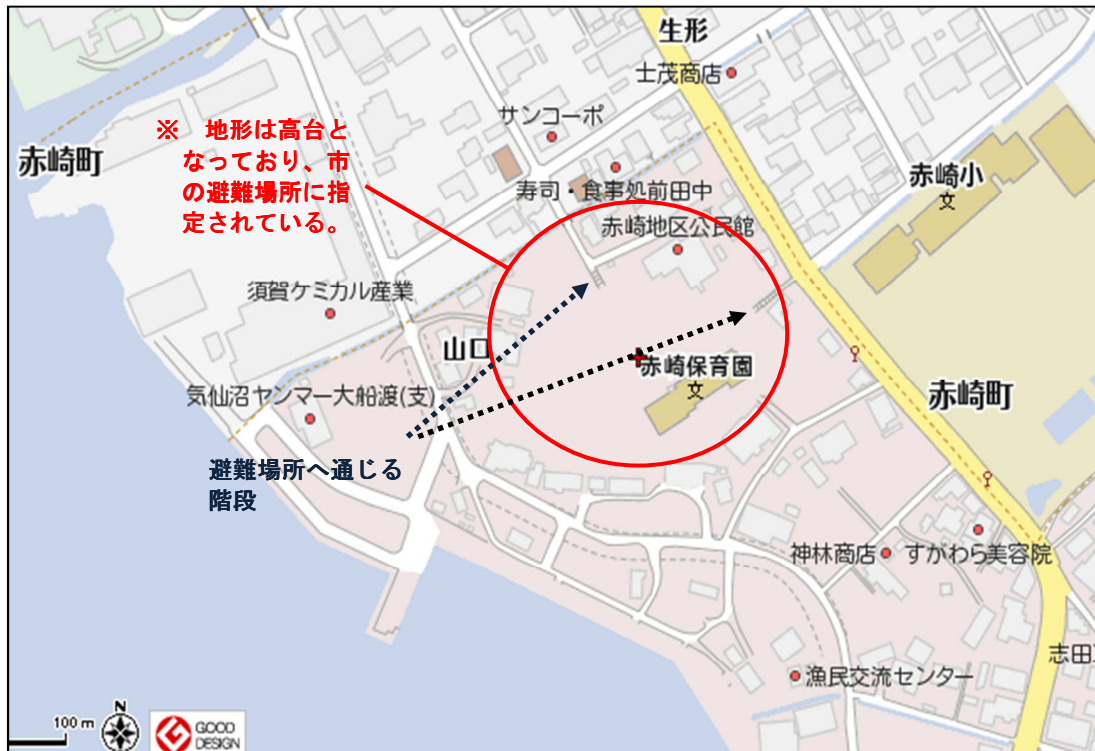 生形
士茂商店
サンコーポ
※ 地形は高台と
なっており、市
の避難場所に指
定されている。
赤崎町
赤崎小
文
寿司・食事処前田中
赤崎地区公民館
須賀ケミカル産業
山口
赤崎保育園
文
気仙沼ヤンマー大船渡(支)
赤崎町
避難場所へ通じる
階段
神林商店
すがわら美容院
志田
漁民交流センター
100 m
N
GOOD
DESIGN